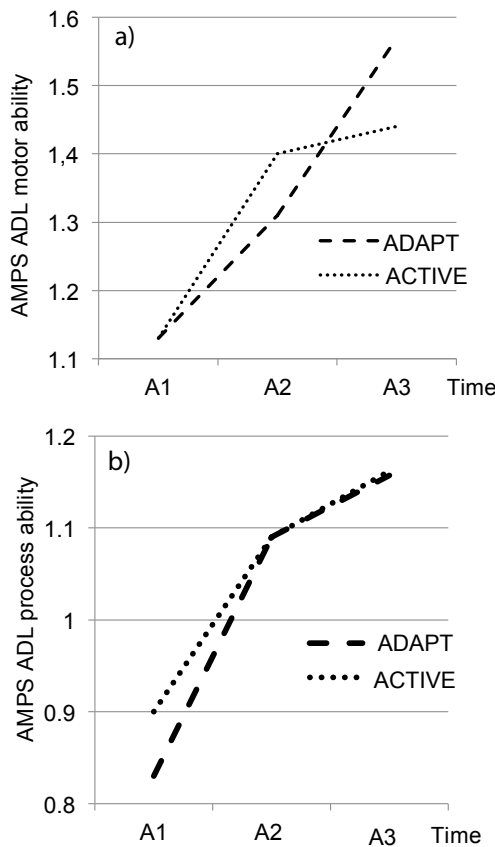 a)
AMPS ADL motor ability
1.6
1.5
1,4
1.3
1.2
1.1
ADAPT
ACTIVE
A1 A2 A3 Time
b)
AMPS ADL process ability
1.2
1.1
1
0.9
0.8
ADAPT
ACTIVE
A1 A2 A3 Time